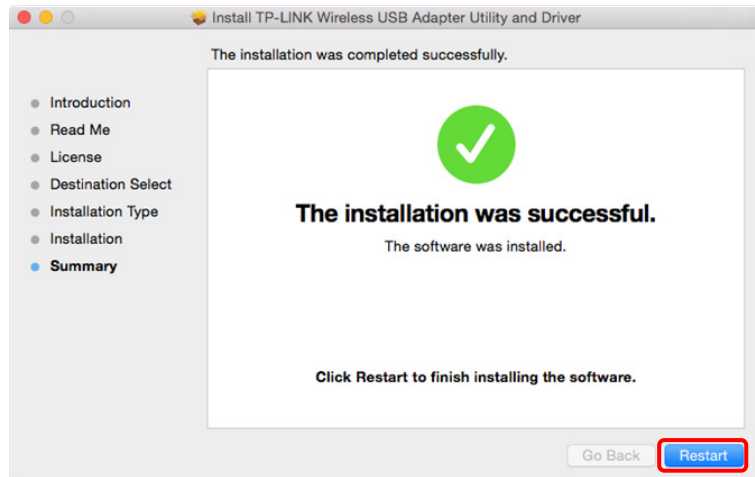 Install TP-LINK Wireless USB Adapter Utility and Driver
The installation was completed successfully.
Introduction
Read Me
License
Destination Select
Installation Type
Installation
Summary
The installation was successful.
The software was installed.
Click Restart to finish installing the software.
Go Back
Restart